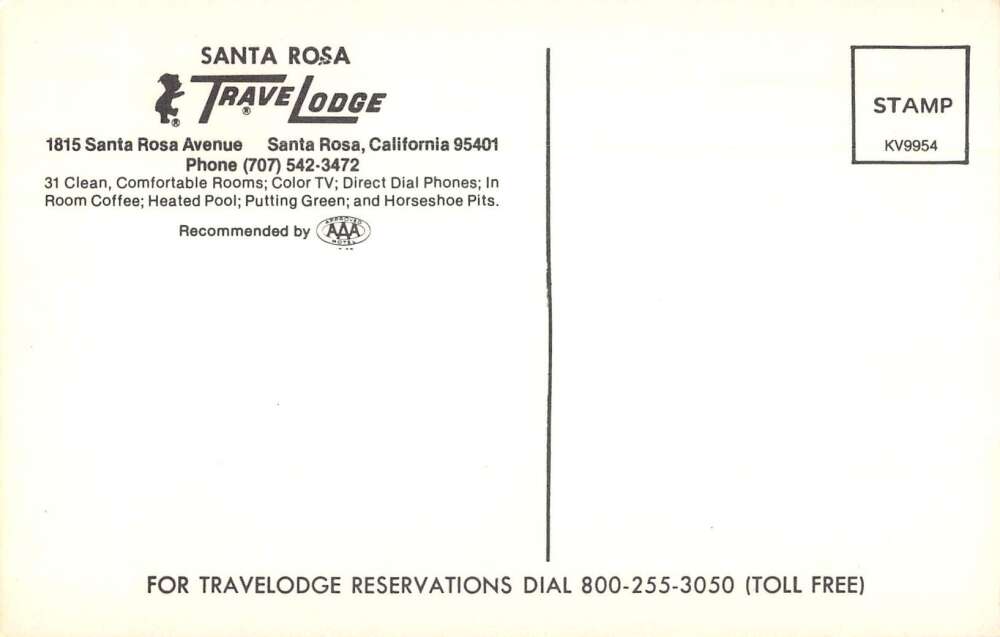 SANTA ROSA
TRAVELODGE
®
®
1815 Santa Rosa Avenue Santa Rosa, California 95401
Phone (707) 542-3472
31 Clean, Comfortable Rooms; Color TV; Direct Dial Phones; In
Room Coffee; Heated Pool; Putting Green; and Horseshoe Pits.
Recommended by
APPROVED
AAA
MOTEL
STAMP
KV9954
FOR TRAVELODGE RESERVATIONS DIAL 800-255-3050 (TOLL FREE)